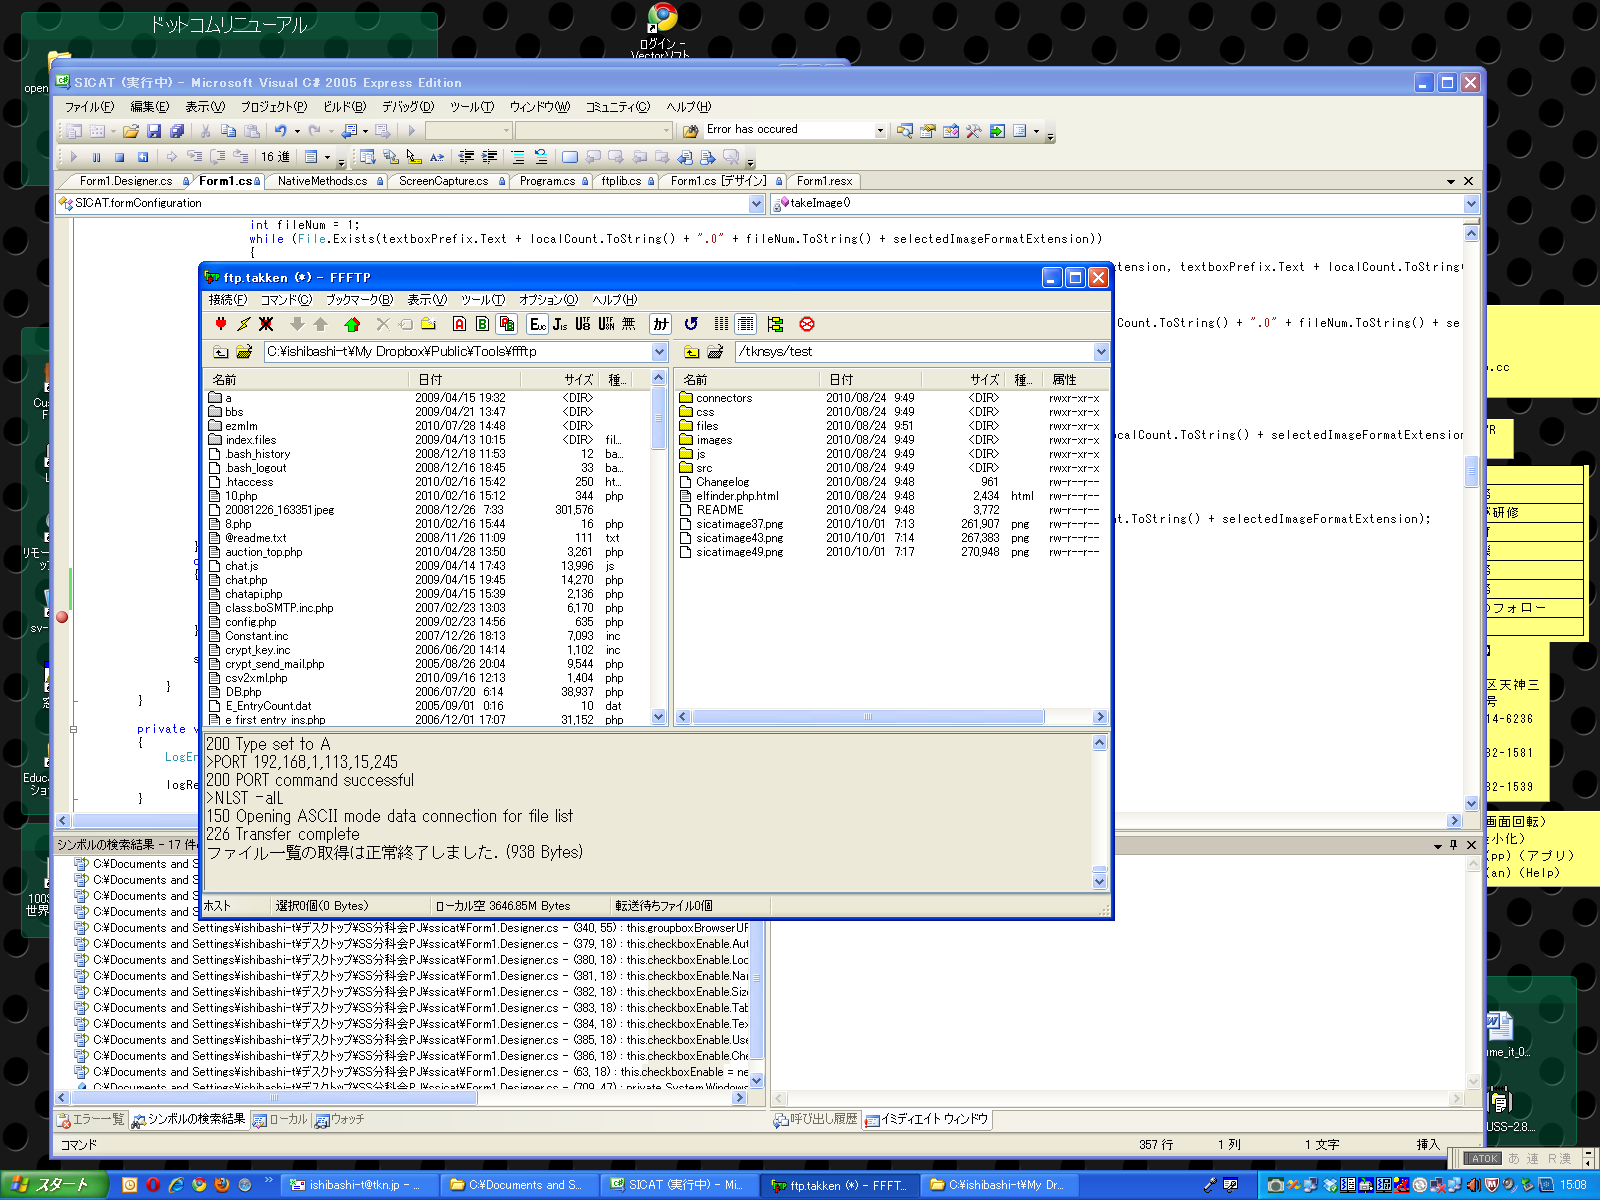 ドットコムリニューアル
ログイン -
Vectorソフト
SICAT (実行中) - Microsoft Visual C# 2005 Express Edition
ファイル(F) 編集(E) 表示(V) プロジェクト(P) ビルド(B) デバッグ(D) ツール(T) ウィンドウ(W) コミュニティ(C) ヘルプ(H)
Error has occured
16 進
Form1.Designer.cs Form1.cs NativeMethods.cs ScreenCapture.cs Program.cs ftplib.cs Form1.cs [デザイン] Form1.resx
SICAT.formConfiguration takeImage()
int fileNum = 1;
while (File.Exists(textboxPrefix.Text + localCount.ToString() + ".0" + fileNum.ToString() + selectedImageFormatExtension))
{
tension, textboxPrefix.Text + localCount.ToString(
Count.ToString() + ".0" + fileNum.ToString() + se
ocalCount.ToString() + selectedImageFormatExtension
t.ToString() + selectedImageFormatExtension);
ftp.takken (*) - FFFTP
接続(F) コマンド(C) ブックマーク(B) 表示(V) ツール(T) オプション(O) ヘルプ(H)
C:¥ishibashi-t¥My Dropbox¥Public¥Tools¥ffftp
/tknsys/test
名前 日付 サイズ 種...
a 2009/04/15 19:32 <DIR>
bbs 2009/04/21 13:47 <DIR>
ezmlm 2010/07/28 14:48 <DIR>
index.files 2009/04/13 10:15 <DIR> fil...
.bash_history 2008/12/18 11:53 12 ba...
.bash_logout 2008/12/16 18:45 33 ba...
.htaccess 2010/02/16 15:42 250 ht...
10.php 2010/02/16 15:12 344 php
20081226_163351jpeg 2008/12/26 7:33 301,576
8.php 2010/02/16 15:44 16 php
@readme.txt 2008/11/26 11:09 111 txt
auction_top.php 2010/04/28 13:50 3,261 php
chat.js 2009/04/14 17:43 13,996 js
chat.php 2009/04/15 19:45 14,270 php
chatapi.php 2009/04/15 15:39 2,136 php
class.boSMTP.inc.php 2007/02/23 13:03 6,170 php
config.php 2009/02/23 14:56 635 php
Constant.inc 2007/12/26 18:13 7,093 inc
crypt_key.inc 2006/06/20 14:14 1,102 inc
crypt_send_mail.php 2005/08/26 20:04 9,544 php
csv2xml.php 2010/09/16 12:13 1,404 php
DB.php 2006/07/20 6:14 38,937 php
E_EntryCount.dat 2005/09/01 0:16 10 dat
e_first_entry_ins.php 2006/12/01 17:07 31,152 php
名前 日付 サイズ 種... 属性
connectors 2010/08/24 9:49 <DIR> rwxr-xr-x
css 2010/08/24 9:49 <DIR> rwxr-xr-x
files 2010/08/24 9:51 <DIR> rwxr-xr-x
images 2010/08/24 9:49 <DIR> rwxr-xr-x
js 2010/08/24 9:49 <DIR> rwxr-xr-x
src 2010/08/24 9:49 <DIR> rwxr-xr-x
Changelog 2010/08/24 9:48 961 rw-r--r--
elfinder.php.html 2010/08/24 9:48 2,434 html rw-r--r--
README 2010/08/24 9:48 3,772 rw-r--r--
sicatimage37.png 2010/10/01 7:13 261,907 png rw-r--r--
sicatimage43.png 2010/10/01 7:14 267,383 png rw-r--r--
sicatimage49.png 2010/10/01 7:17 270,948 png rw-r--r--
200 Type set to A
>PORT 192,168,1,113,15,245
200 PORT command successful
>NLST -alL
150 Opening ASCII mode data connection for file list
226 Transfer complete
ファイル一覧の取得は正常終了しました. (938 Bytes)
ホスト 選択0個(0 Bytes) ローカル空 3646.85M Bytes 転送待ちファイル0個
}
}
private v
{
LogEn
logRe
}
シンボルの検索結果 - 17 件
C:¥Documents and S
C:¥Documents and S
C:¥Documents and S
C:¥Documents and S
C:¥Documents and Settings¥ishibashi-t¥デスクトップ¥SS分科会PJ¥ssicat¥Form1.Designer.cs - (340, 55) : this.groupboxBrowserUF
C:¥Documents and Settings¥ishibashi-t¥デスクトップ¥SS分科会PJ¥ssicat¥Form1.Designer.cs - (379, 18) : this.checkboxEnable.Aut
C:¥Documents and Settings¥ishibashi-t¥デスクトップ¥SS分科会PJ¥ssicat¥Form1.Designer.cs - (380, 18) : this.checkboxEnable.Loc
C:¥Documents and Settings¥ishibashi-t¥デスクトップ¥SS分科会PJ¥ssicat¥Form1.Designer.cs - (381, 18) : this.checkboxEnable.Nar
C:¥Documents and Settings¥ishibashi-t¥デスクトップ¥SS分科会PJ¥ssicat¥Form1.Designer.cs - (382, 18) : this.checkboxEnable.Size
C:¥Documents and Settings¥ishibashi-t¥デスクトップ¥SS分科会PJ¥ssicat¥Form1.Designer.cs - (383, 18) : this.checkboxEnable.Tab
C:¥Documents and Settings¥ishibashi-t¥デスクトップ¥SS分科会PJ¥ssicat¥Form1.Designer.cs - (384, 18) : this.checkboxEnable.Tex
C:¥Documents and Settings¥ishibashi-t¥デスクトップ¥SS分科会PJ¥ssicat¥Form1.Designer.cs - (385, 18) : this.checkboxEnable.Use
C:¥Documents and Settings¥ishibashi-t¥デスクトップ¥SS分科会PJ¥ssicat¥Form1.Designer.cs - (386, 18) : this.checkboxEnable.Che
C:¥Documents and Settings¥ishibashi-t¥デスクトップ¥SS分科会PJ¥ssicat¥Form1.Designer.cs - (63, 18) : this.checkboxEnable = ne
C:¥Documents and Settings¥ishibashi-t¥デスクトップ¥SS分科会PJ¥ssicat¥Form1.Designer.cs - (709, 47) : private System.Windows
エラー一覧 シンボルの検索結果 ローカル ウォッチ
呼び出し履歴 イミディエイト ウィンドウ
コマンド 357 行 1 列 1 文字 挿入
.cc
研修
フォロー
区天神三
号
14-6236
32-1581
32-1539
画面回転)
小化)
(pp) (アプリ)
(an) (Help)
ume_it_0...
USS-2.8....
ATOK あ 連 R漢
スタート ishibashi-t@tkn.jp - ... C:¥Documents and S... SICAT (実行中) - Mi... ftp.takken (*) - FFFT... C:¥ishibashi-t¥My Dr... 15:08